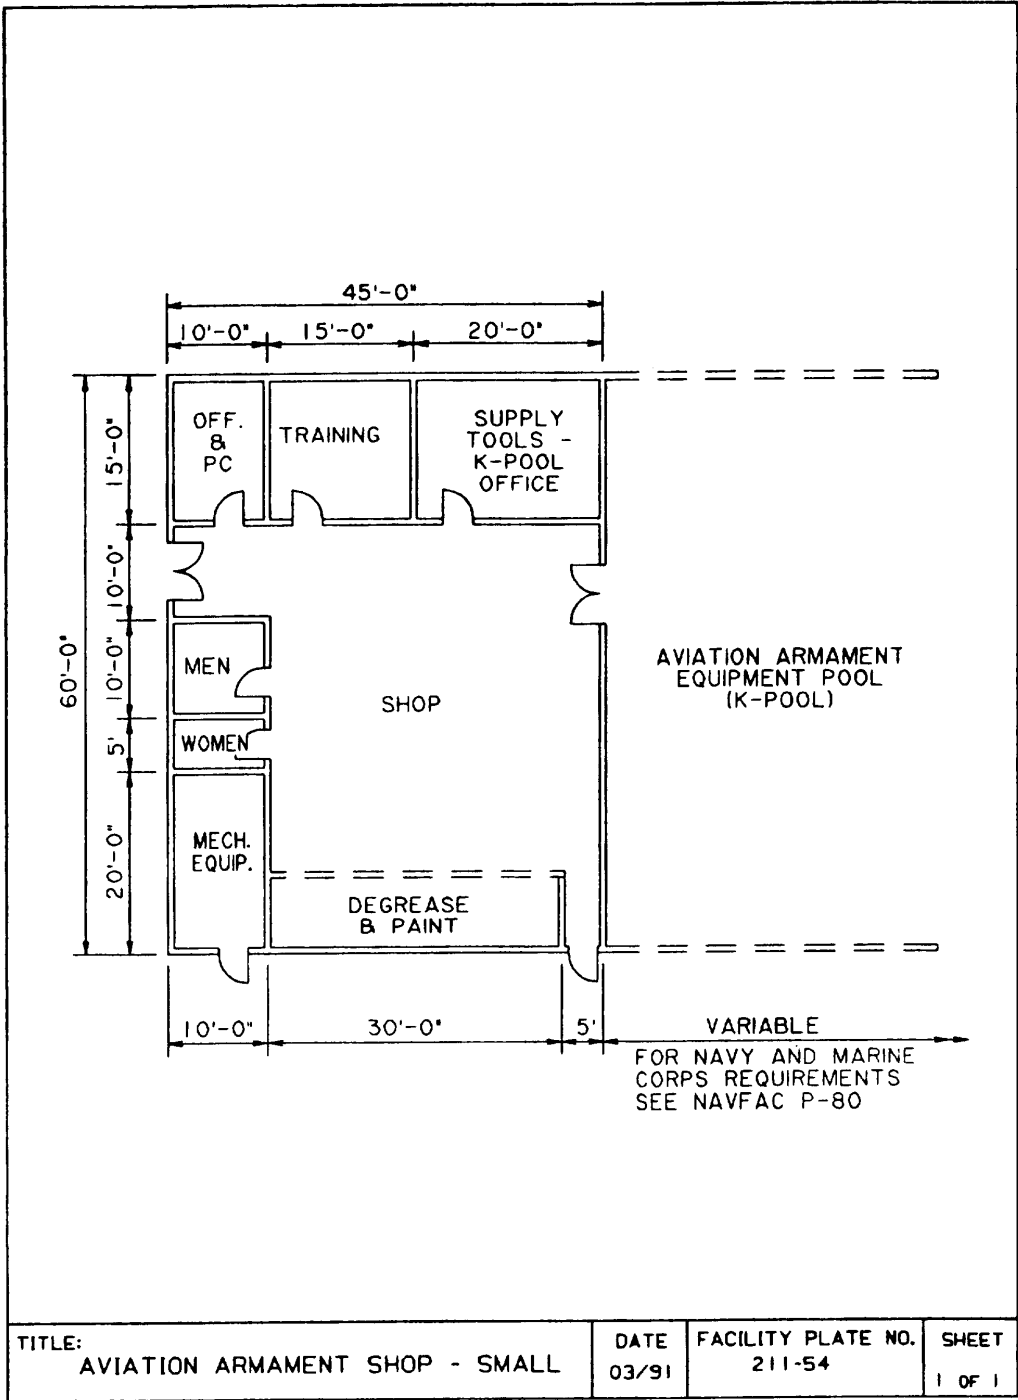 45'-0"
10'-0" 15'-0" 20'-0"
60'-0"
15'-0"
10'-0"
10'-0"
5'
20'-0"
OFF.
&
PC
TRAINING
SUPPLY
TOOLS -
K-POOL
OFFICE
MEN
WOMEN
MECH.
EQUIP.
SHOP
DEGREASE
& PAINT
AVIATION ARMAMENT
EQUIPMENT POOL
(K-POOL)
10'-0" 30'-0" 5' VARIABLE
FOR NAVY AND MARINE
CORPS REQUIREMENTS
SEE NAVFAC P-80
TITLE:
AVIATION ARMAMENT SHOP - SMALL
DATE
03/91
FACILITY PLATE NO.
211-54
SHEET
1 OF 1